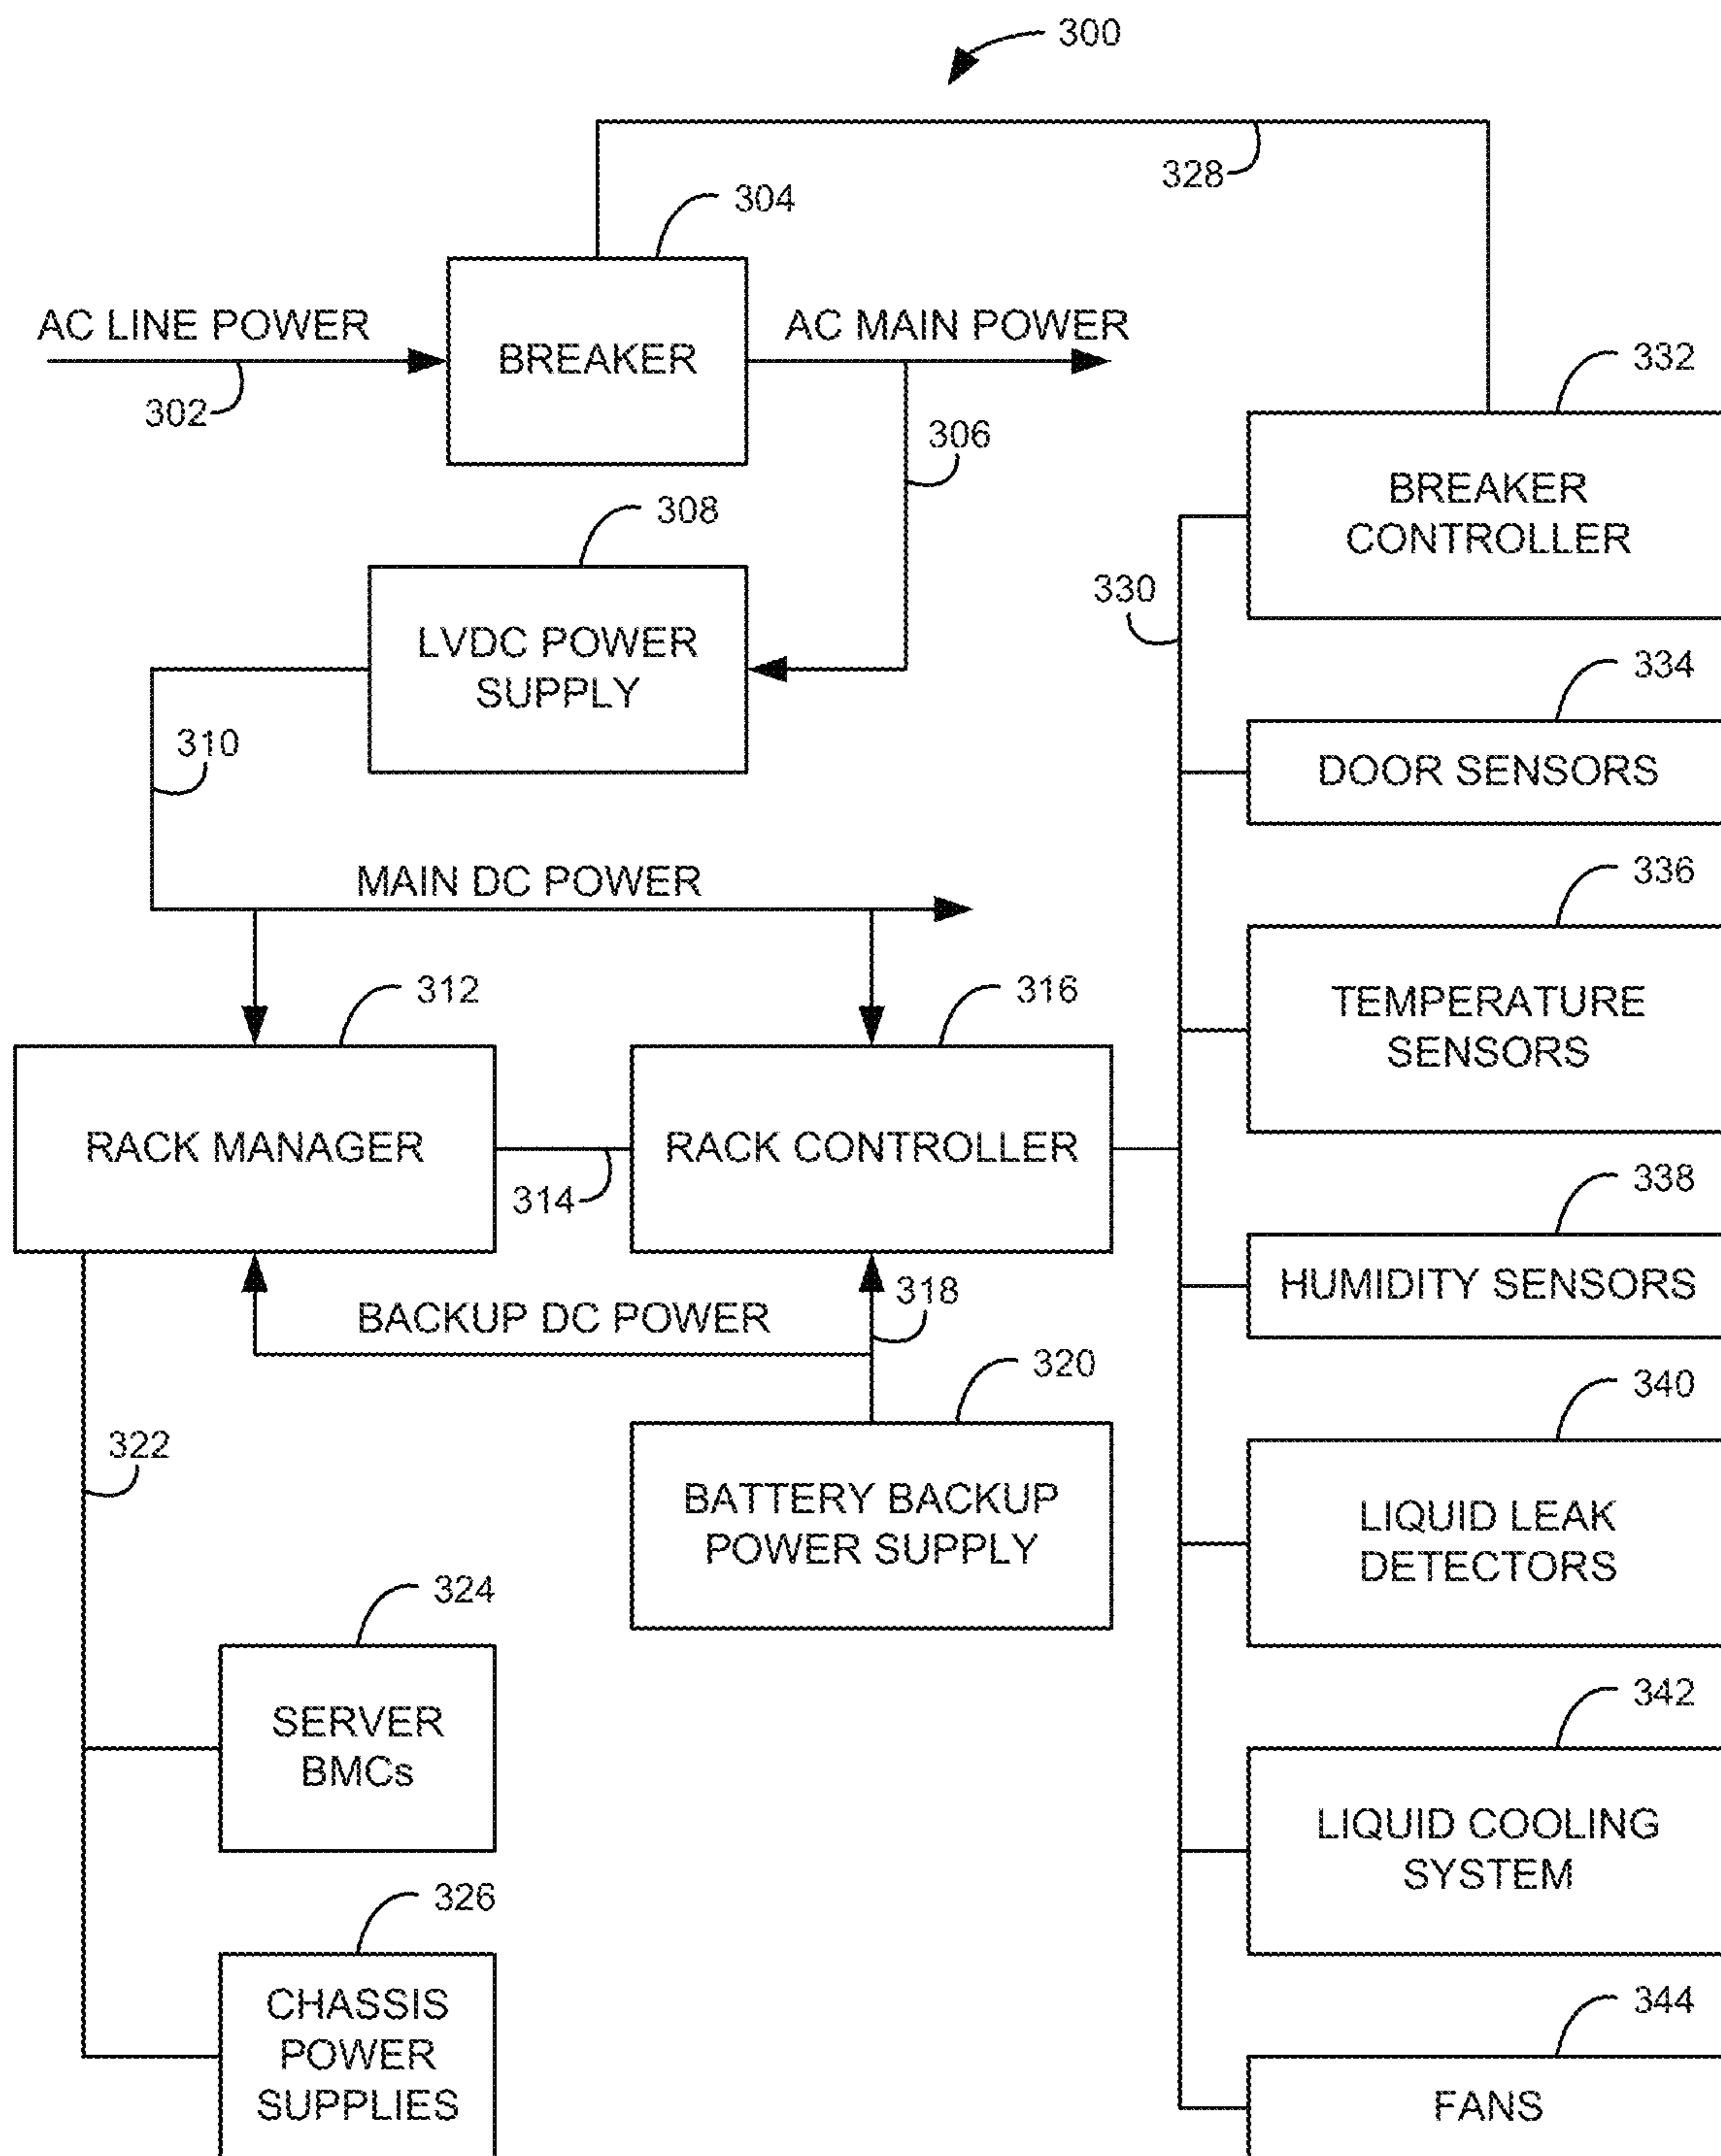 300
328
304
AC LINE POWER
BREAKER
AC MAIN POWER
302
306
332
BREAKER
CONTROLLER
308
LVDC POWER
SUPPLY
330
310
334
DOOR SENSORS
MAIN DC POWER
336
TEMPERATURE
SENSORS
312
316
RACK MANAGER
314
RACK CONTROLLER
338
HUMIDITY SENSORS
BACKUP DC POWER
318
320
BATTERY BACKUP
POWER SUPPLY
340
LIQUID LEAK
DETECTORS
322
324
SERVER
BMCs
342
LIQUID COOLING
SYSTEM
326
CHASSIS
POWER
SUPPLIES
344
FANS